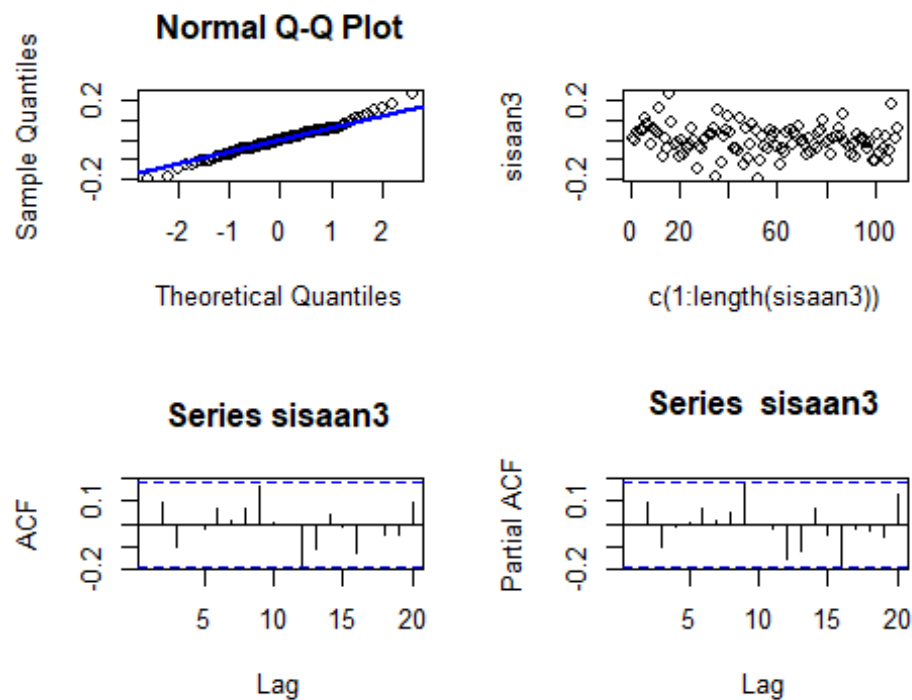 Normal Q-Q Plot
Sample Quantiles
0.2
-0.2
-2 -1 0 1 2
Theoretical Quantiles
sisaan3
0.2
-0.2
0 20 60 100
c(1:length(sisaan3))
Series sisaan3
ACF
0.1
-0.2
5 10 15 20
Lag
Series  sisaan3
Partial ACF
0.1
-0.2
5 10 15 20
Lag